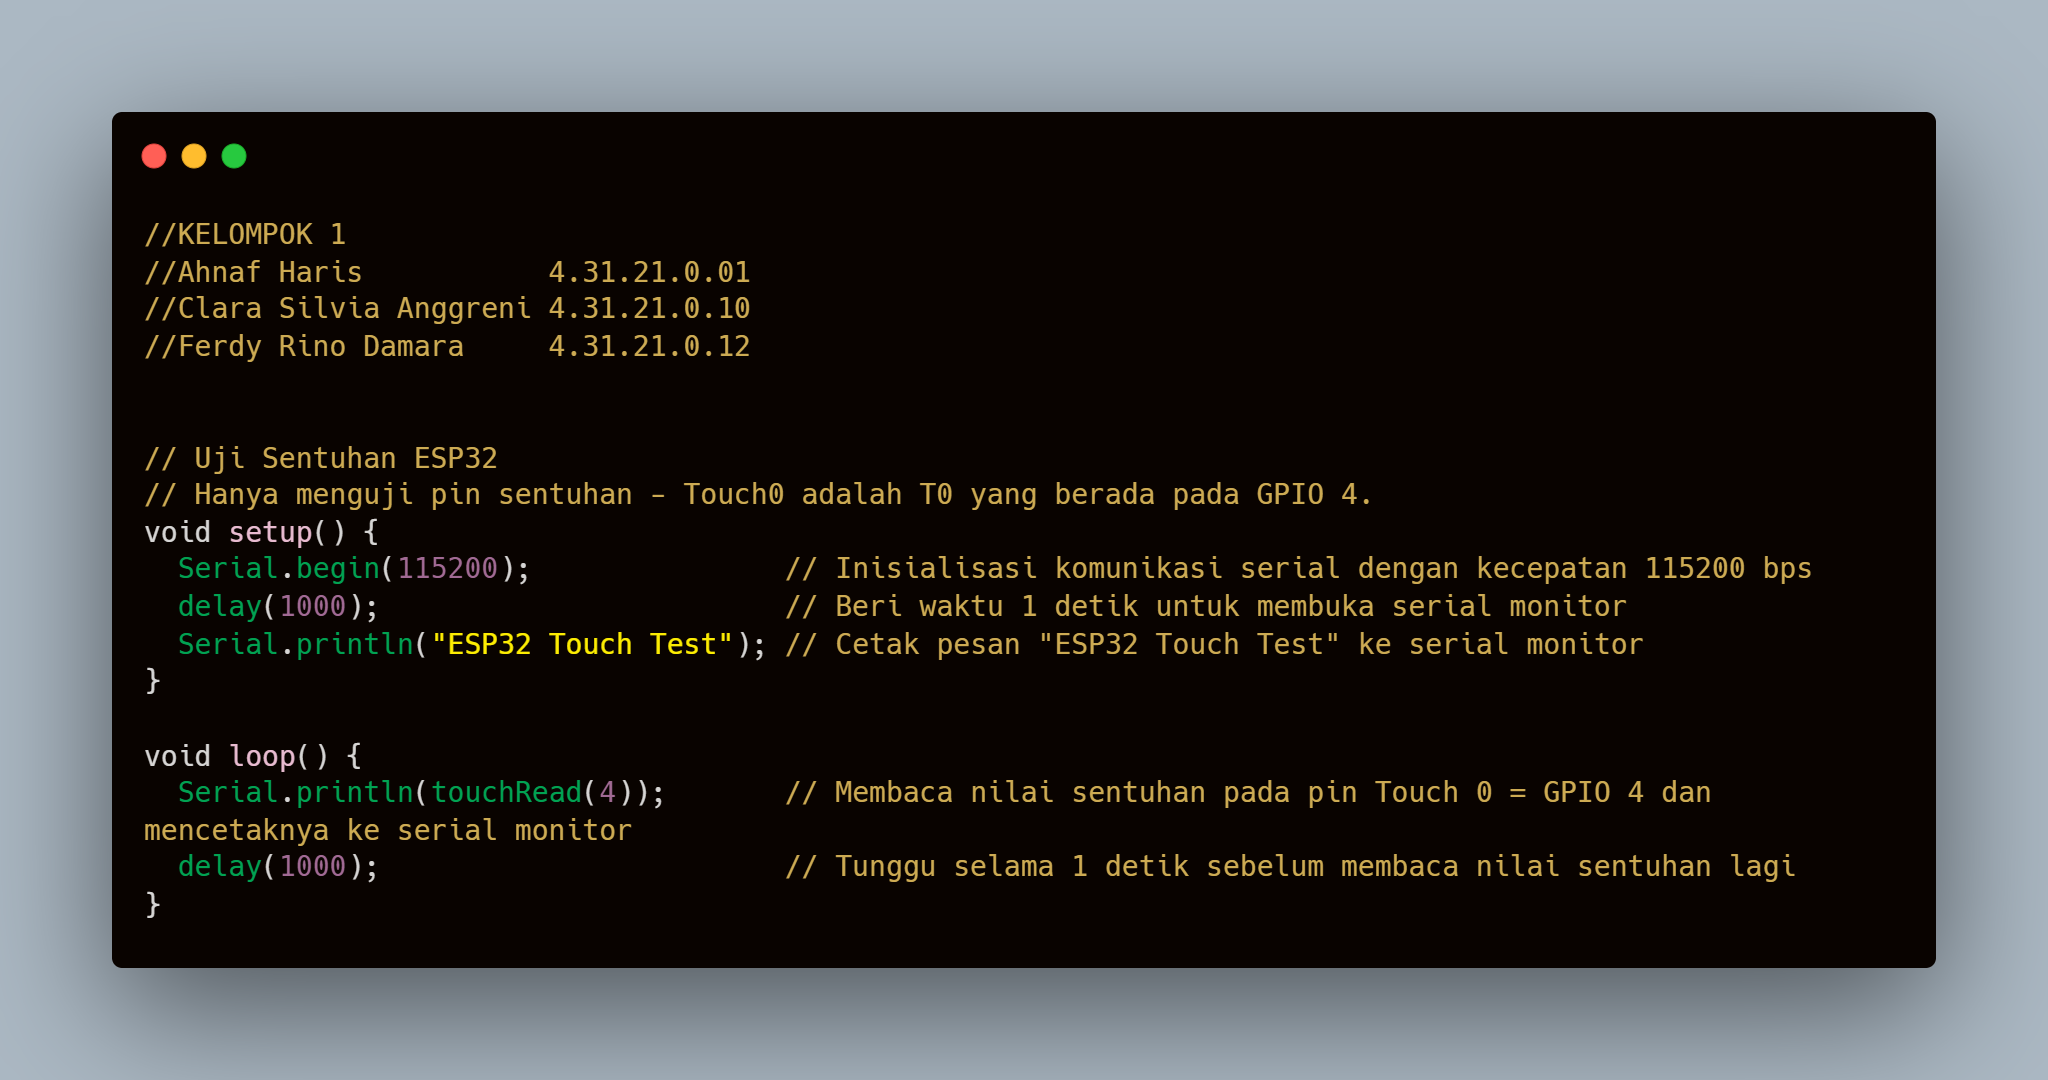 //KELOMPOK 1
//Ahnaf Haris           4.31.21.0.01
//Clara Silvia Anggreni 4.31.21.0.10
//Ferdy Rino Damara     4.31.21.0.12
// Uji Sentuhan ESP32
// Hanya menguji pin sentuhan - Touch0 adalah T0 yang berada pada GPIO 4.
void setup() {
  Serial.begin(115200);               // Inisialisasi komunikasi serial dengan kecepatan 115200 bps
  delay(1000);                        // Beri waktu 1 detik untuk membuka serial monitor
  Serial.println("ESP32 Touch Test"); // Cetak pesan "ESP32 Touch Test" ke serial monitor
}
void loop() {
  Serial.println(touchRead(4));       // Membaca nilai sentuhan pada pin Touch 0 = GPIO 4 dan
mencetaknya ke serial monitor
  delay(1000);                        // Tunggu selama 1 detik sebelum membaca nilai sentuhan lagi
}